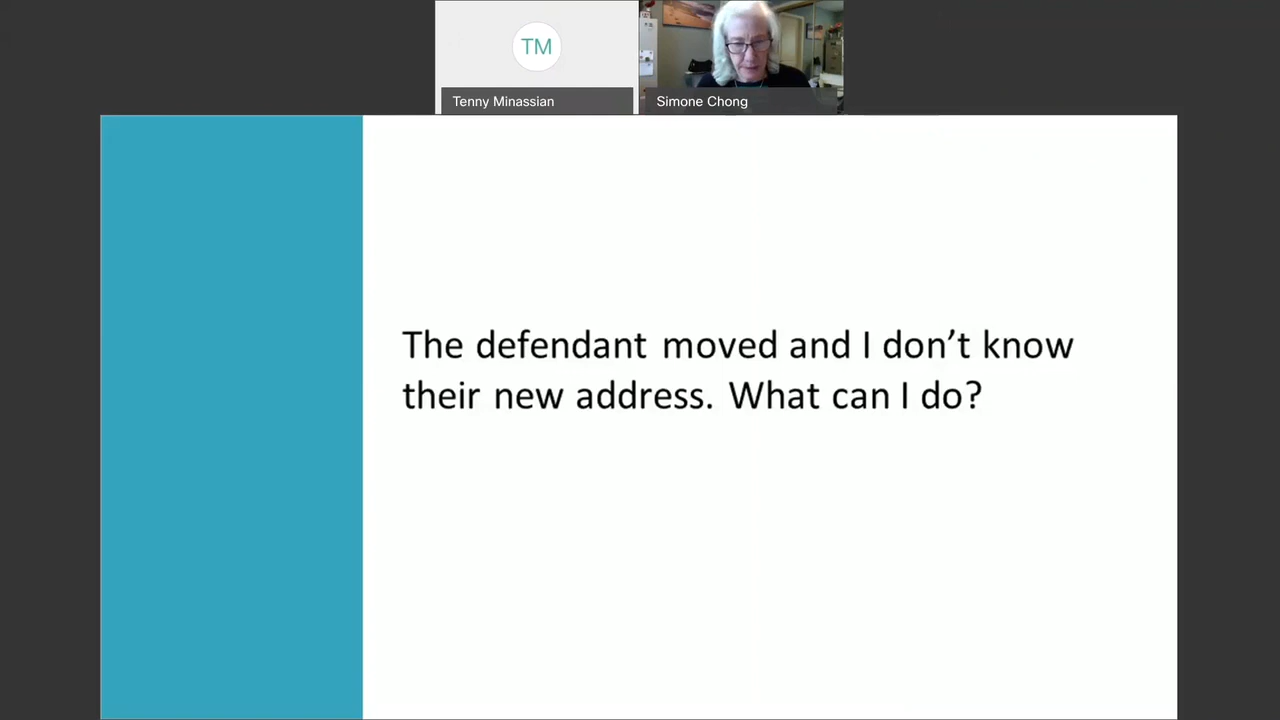 TM
Tenny Minassian
Simone Chong
The defendant moved and I don’t know
their new address. What can I do?